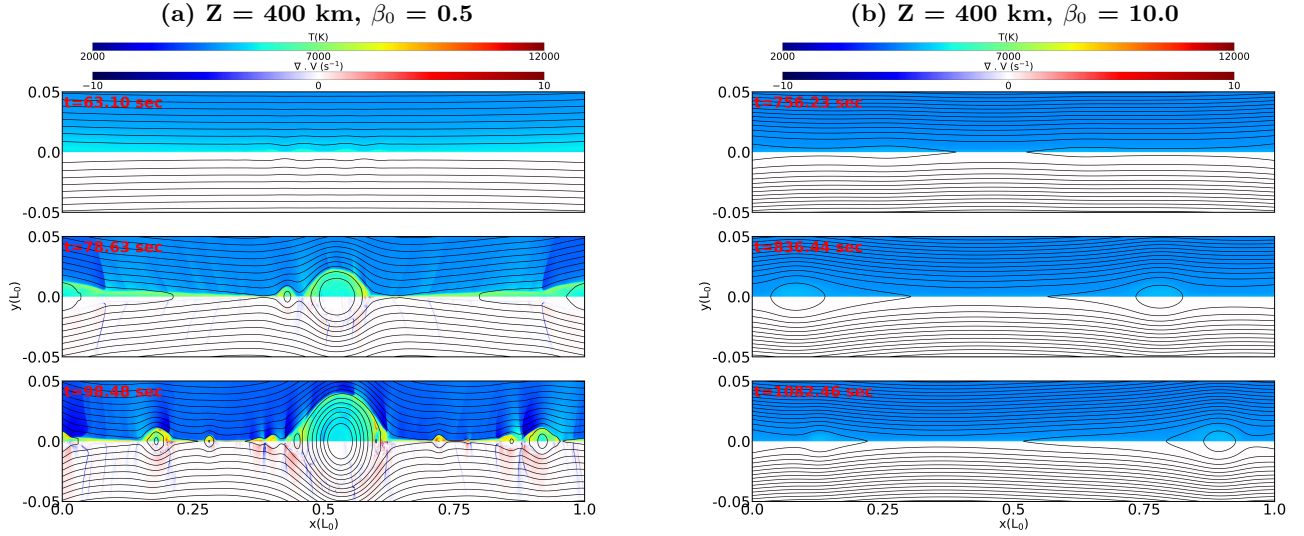 (a) Z = 400 km, β₀ = 0.5
T(K)
2000 7000 12000
∇ . V (s⁻¹)
−10 0 10
t=63.10 sec
0.05
0.0
-0.05
t=78.63 sec
0.05
0.0
-0.05
y(L₀)
t=98.48 sec
0.05
0.0
-0.05
0.0 0.25 0.5 0.75 1.0
x(L₀)
(b) Z = 400 km, β₀ = 10.0
T(K)
2000 7000 12000
∇ . V (s⁻¹)
−10 0 10
t=756.23 sec
0.05
0.0
-0.05
t=836.44 sec
0.05
0.0
-0.05
y(L₀)
t=1082.46 sec
0.05
0.0
-0.05
0.0 0.25 0.5 0.75 1.0
x(L₀)